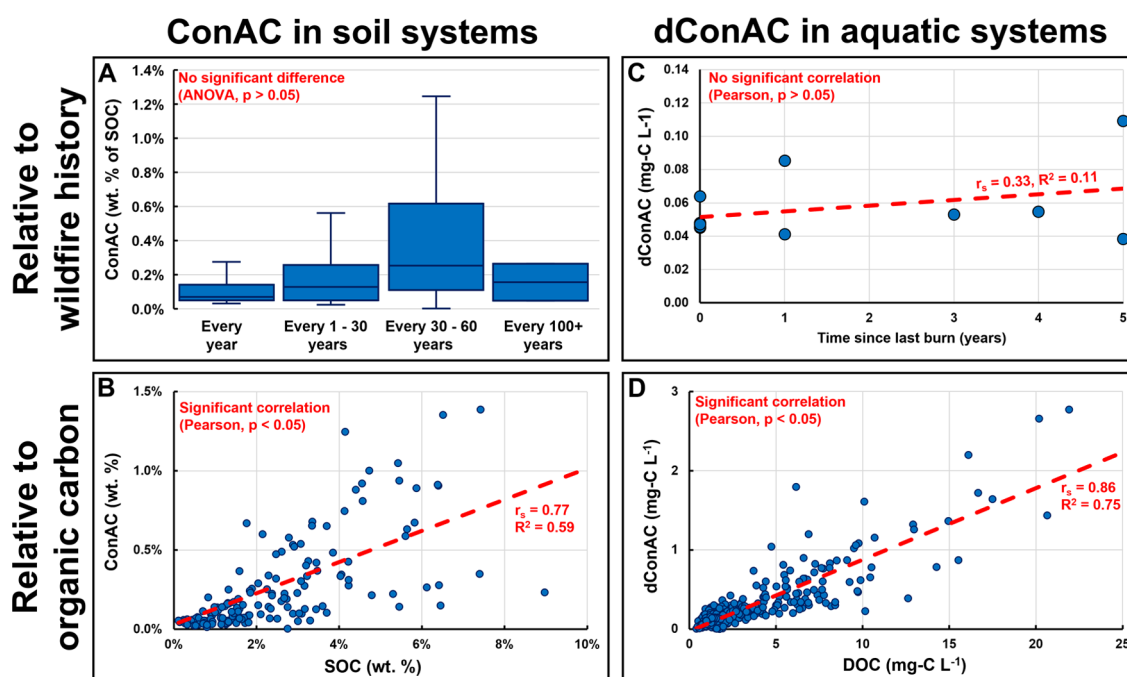 ConAC in soil systems
dConAC in aquatic systems
Relative to
wildfire history
A
No significant difference
(ANOVA, p > 0.05)
ConAC (wt. % of SOC)
1.4%
1.2%
1.0%
0.8%
0.6%
0.4%
0.2%
0.0%
Every
year
Every 1 - 30
years
Every 30 - 60
years
Every 100+
years
C
No significant correlation
(Pearson, p > 0.05)
dConAC (mg-C L-1)
0.14
0.12
0.10
0.08
0.06
0.04
0.02
0.00
rs = 0.33, R² = 0.11
0
1
2
3
4
5
Time since last burn (years)
Relative to
organic carbon
B
Significant correlation
(Pearson, p < 0.05)
ConAC (wt. %)
1.5%
1.0%
0.5%
0.0%
rs = 0.77
R² = 0.59
0%
2%
4%
6%
8%
10%
SOC (wt. %)
D
Significant correlation
(Pearson, p < 0.05)
dConAC (mg-C L⁻¹)
3
2
1
0
rs = 0.86
R² = 0.75
0
5
10
15
20
25
DOC (mg-C L⁻¹)